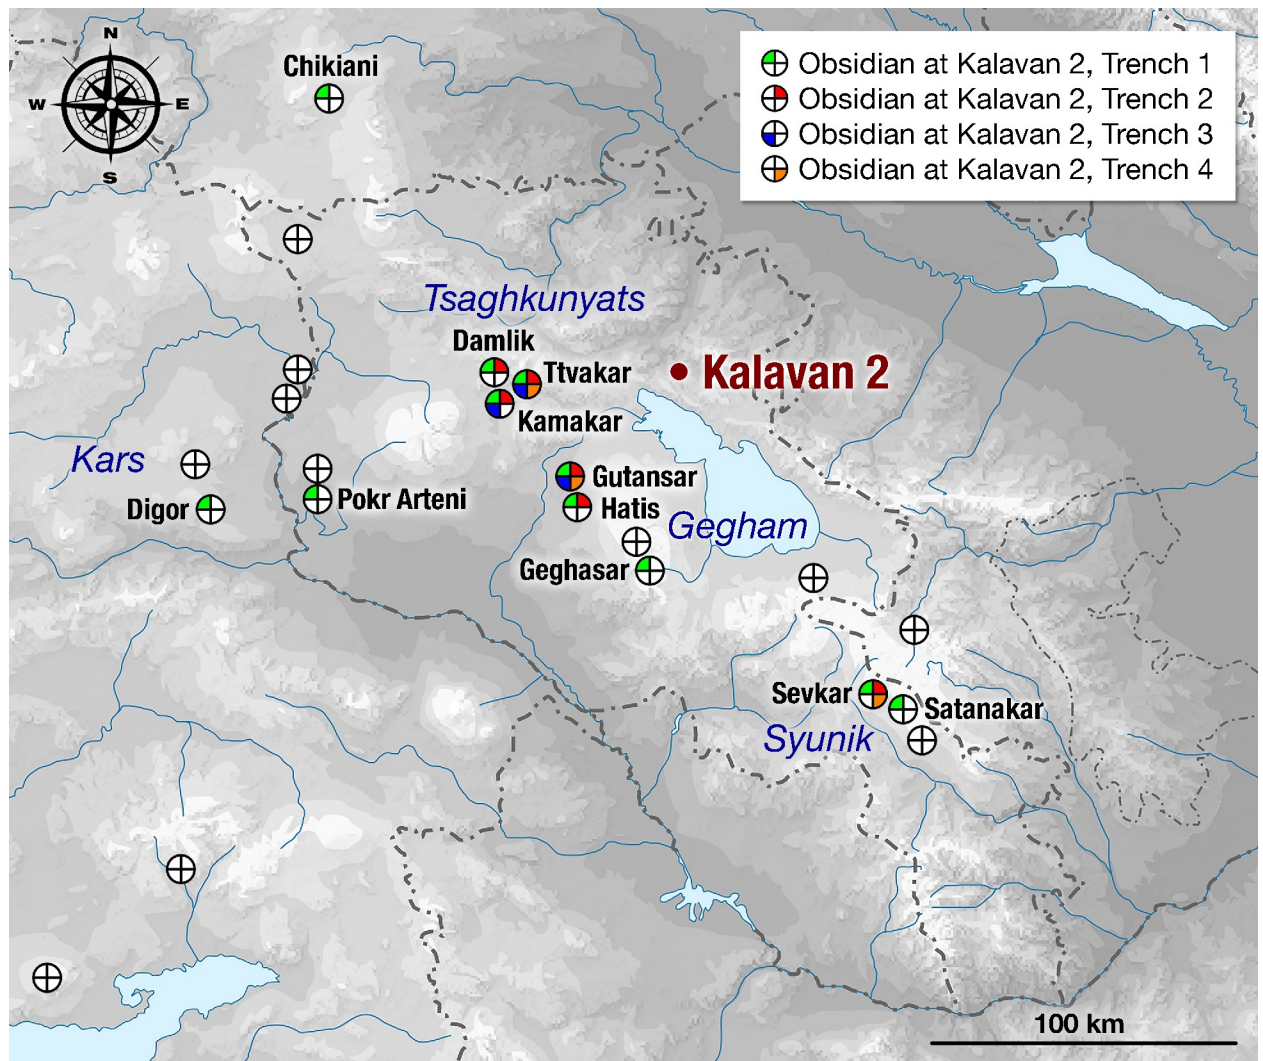 N
W
E
S
Chikiani
Obsidian at Kalavan 2, Trench 1
Obsidian at Kalavan 2, Trench 2
Obsidian at Kalavan 2, Trench 3
Obsidian at Kalavan 2, Trench 4
Tsaghkunyats
Damlik
Ttvakar
Kalavan 2
Kamakar
Kars
Gutansar
Digor
Pokr Arteni
Hatis
Gegham
Geghasar
Sevkar
Satanakar
Syunik
100 km